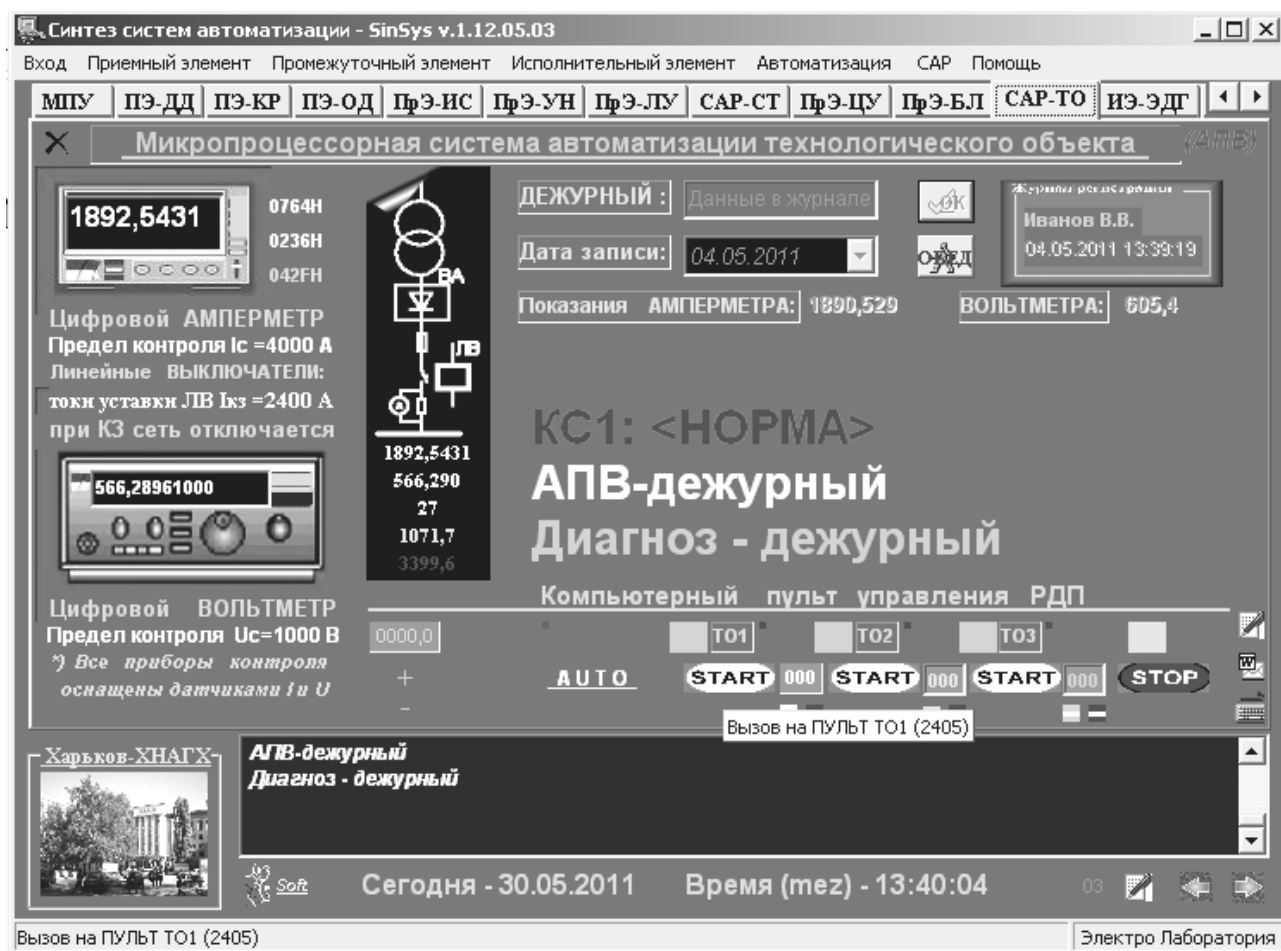 Синтез систем автоматизации - SinSys v.1.12.05.03
Вход Приемный элемент Промежуточный элемент Исполнительный элемент Автоматизация САР Помощь
МПУ ПЭ-ДД ПЭ-КР ПЭ-ОД ПрЭ-ИС ПрЭ-УН ПрЭ-ЛУ САР-СТ ПрЭ-ЦУ ПрЭ-БЛ САР-ТО ИЭ-ЭДГ
Микропроцессорная система автоматизации технологического объекта (АПВ)
1892,5431
0764H
0236H
042FH
Цифровой АМПЕРМЕТР
Предел контроля Ic =4000 А
Линейные ВЫКЛЮЧАТЕЛИ:
токи уставки ЛВ Iкз =2400 А
при КЗ сеть отключается
566,28961000
Цифровой ВОЛЬТМЕТР
Предел контроля Uc=1000 В
*) Все приборы контроля
оснащены датчиками I и U
ВА
ЛВ
А
1892,5431
566,290
27
1071,7
3399,6
ДЕЖУРНЫЙ : Данные в журнале OK
Дата записи: 04.05.2011
Журнал регистрации
Иванов В.В.
04.05.2011 13:39:19
Показания АМПЕРМЕТРА: 1890,529 ВОЛЬТМЕТРА: 605,4
КС1: <НОРМА>
АПВ-дежурный
Диагноз - дежурный
Компьютерный пульт управления РДП
0000,0 ТО1 ТО2 ТО3
+ AUTO START 000 START 000 START 000 STOP
-
Вызов на ПУЛЬТ ТО1 (2405)
Харьков-ХНАГХ
АПВ-дежурный
Диагноз - дежурный
Soft Сегодня - 30.05.2011 Время (mez) - 13:40:04 03
Вызов на ПУЛЬТ ТО1 (2405) Электро Лаборатория